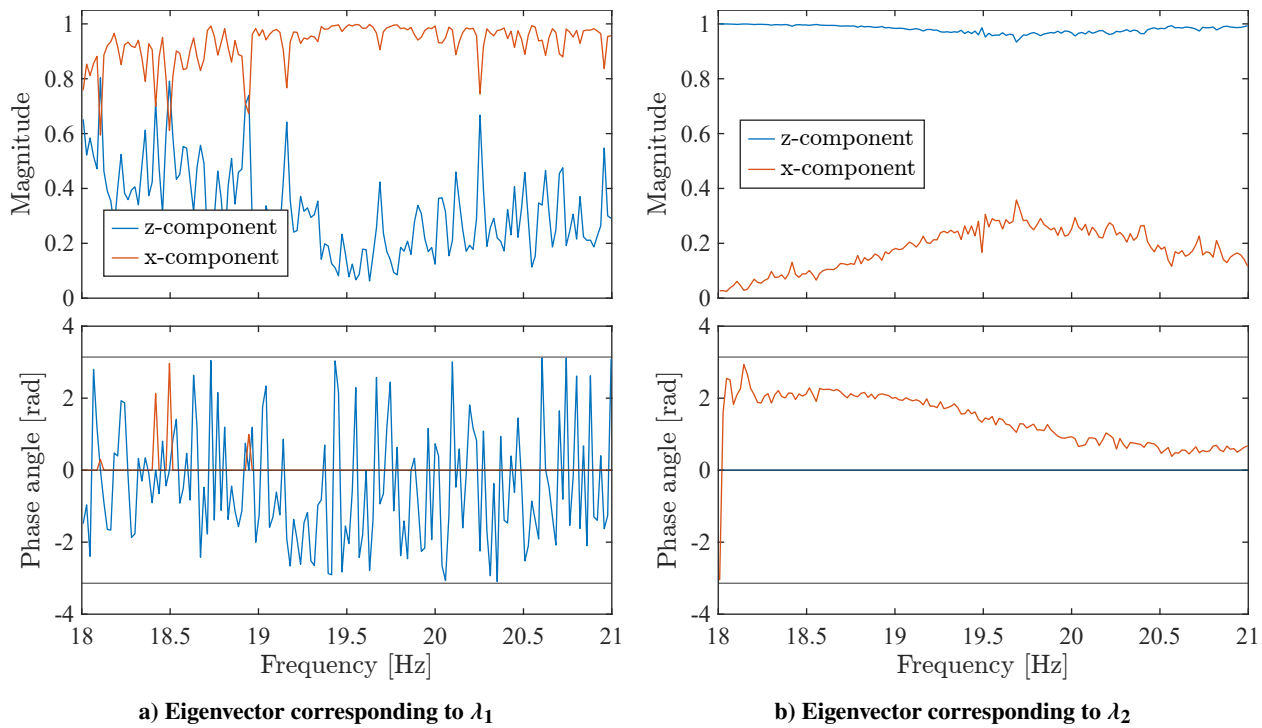 1
0.8
0.6
0.4
0.2
0
Magnitude
z-component
x-component
4
2
0
-2
-4
Phase angle [rad]
18 18.5 19 19.5 20 20.5 21
Frequency [Hz]
a) Eigenvector corresponding to λ1
1
0.8
0.6
0.4
0.2
0
Magnitude
z-component
x-component
4
2
0
-2
-4
Phase angle [rad]
18 18.5 19 19.5 20 20.5 21
Frequency [Hz]
b) Eigenvector corresponding to λ2